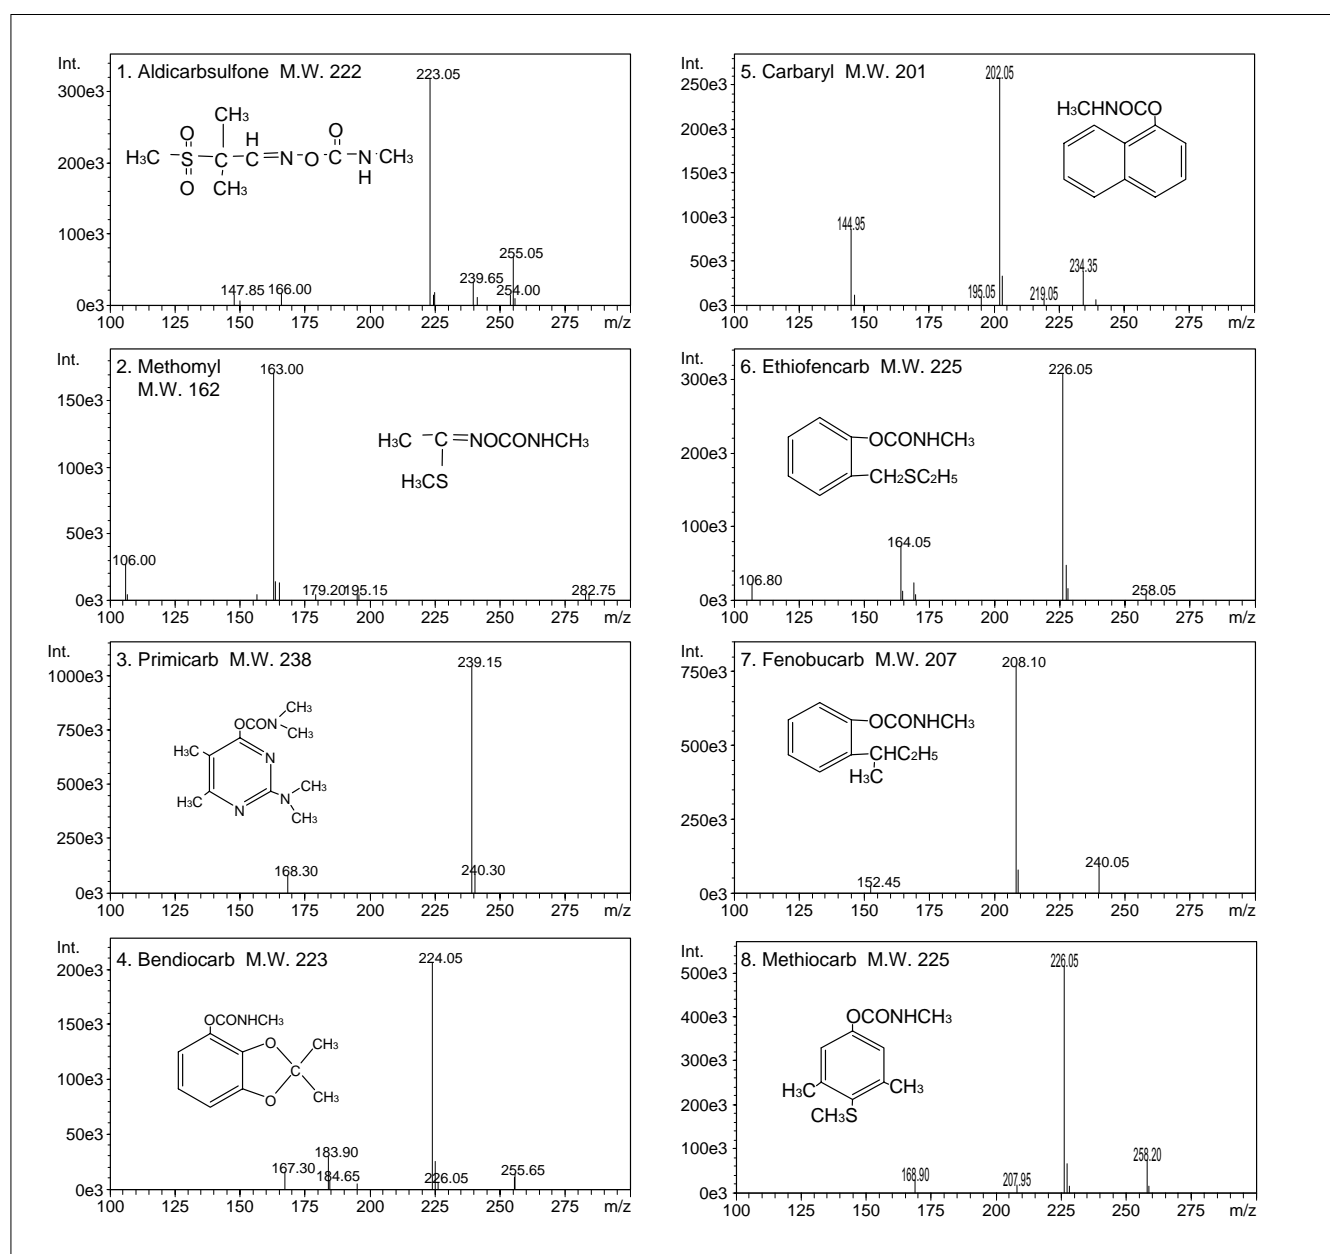 Int.
1. Aldicarbsulfone M.W. 222
223.05
300e3
200e3
100e3
0e3
CH3
O
H
O
H3C S C C=N-O-C-N-CH3
O
CH3
H
147.85
166.00
239.65
255.05
254.00
100 125 150 175 200 225 250 275 m/z
Int.
5. Carbaryl M.W. 201
202.05
250e3
200e3
150e3
100e3
50e3
0e3
H3CHNOCO
144.95
195.05
219.05
234.35
100 125 150 175 200 225 250 275 m/z
Int.
2. Methomyl
M.W. 162
163.00
150e3
100e3
50e3
0e3
H3C C=NOCONHCH3
H3CS
106.00
179.20
195.15
282.75
100 125 150 175 200 225 250 275 m/z
Int.
6. Ethiofencarb M.W. 225
226.05
300e3
200e3
100e3
0e3
OCONHCH3
CH2SC2H5
106.80
164.05
258.05
100 125 150 175 200 225 250 275 m/z
Int.
3. Primicarb M.W. 238
239.15
1000e3
750e3
500e3
250e3
0e3
CH3
OCON
CH3
H3C
N
H3C
N
N
CH3
CH3
168.30
240.30
100 125 150 175 200 225 250 275 m/z
Int.
7. Fenobucarb M.W. 207
208.10
750e3
500e3
250e3
0e3
OCONHCH3
CHC2H5
H3C
152.45
240.05
100 125 150 175 200 225 250 275 m/z
Int.
4. Bendiocarb M.W. 223
224.05
200e3
150e3
100e3
50e3
0e3
OCONHCH3
O
CH3
C
O
CH3
167.30
183.90
184.65
226.05
255.65
100 125 150 175 200 225 250 275 m/z
Int.
8. Methiocarb M.W. 225
226.05
500e3
400e3
300e3
200e3
100e3
0e3
OCONHCH3
H3C
CH3
CH3S
168.90
207.95
258.20
100 125 150 175 200 225 250 275 m/z